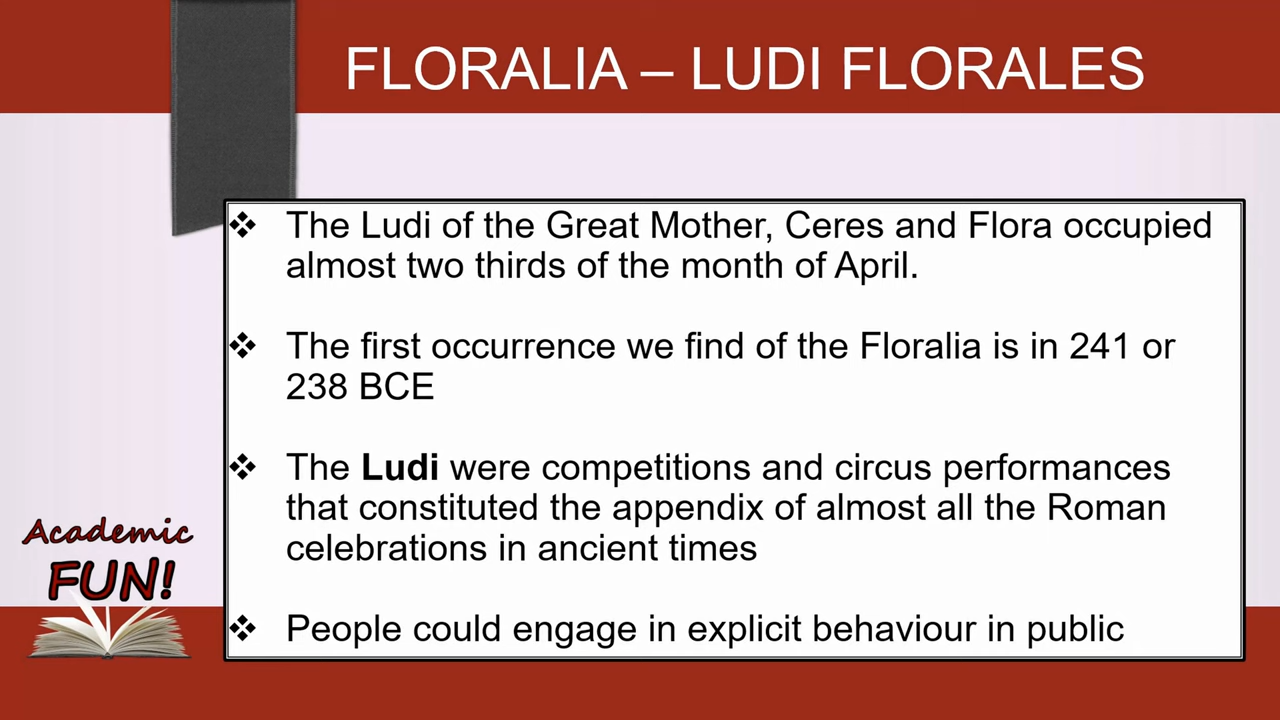 FLORALIA – LUDI FLORALES
❖ The Ludi of the Great Mother, Ceres and Flora occupied
almost two thirds of the month of April.
❖ The first occurrence we find of the Floralia is in 241 or
238 BCE
❖ The Ludi were competitions and circus performances
that constituted the appendix of almost all the Roman
celebrations in ancient times
❖ People could engage in explicit behaviour in public
Academic
FUN!